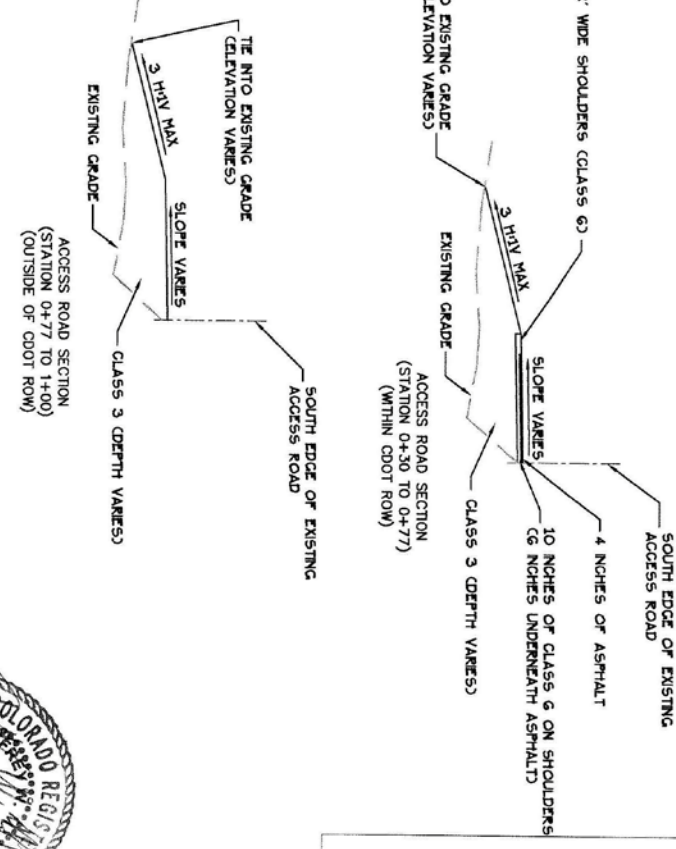 ' WIDE SHOULDERS (CLASS 6)
SOUTH EDGE OF EXISTING
ACCESS ROAD
4 INCHES OF ASPHALT
10 INCHES OF CLASS 6 ON SHOULDERS
(6 INCHES UNDERNEATH ASPHALT)
SLOPE VARIES
3 H:1V MAX
O EXISTING GRADE
LEVATION VARIES)
EXISTING GRADE
CLASS 3 (DEPTH VARIES)
ACCESS ROAD SECTION
(STATION 0+30 TO 0+77)
(WITHIN CDOT ROW)
TIE INTO EXISTING GRADE
(ELEVATION VARIES)
3 H:1V MAX
SLOPE VARIES
SOUTH EDGE OF EXISTING
ACCESS ROAD
EXISTING GRADE
CLASS 3 (DEPTH VARIES)
ACCESS ROAD SECTION
(STATION 0+77 TO 1+00)
(OUTSIDE OF CDOT ROW)
COLORADO REGIS